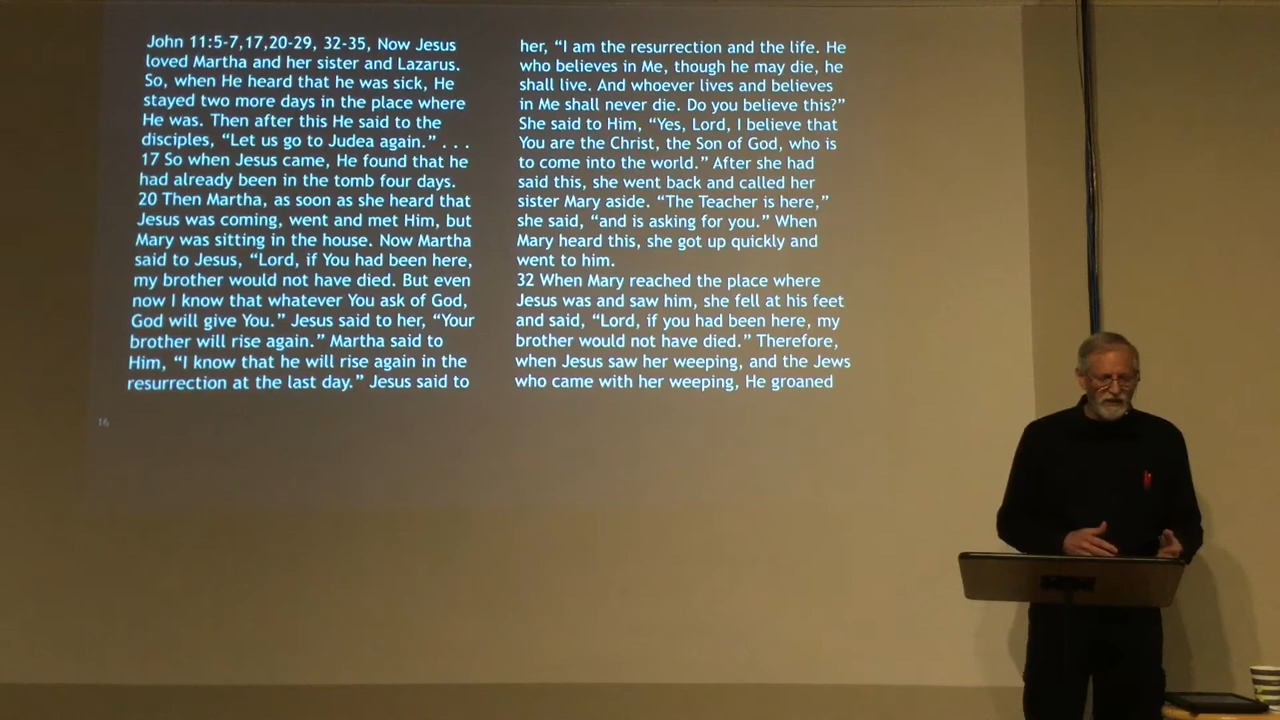 John 11:5-7,17,20-29, 32-35, Now Jesus
loved Martha and her sister and Lazarus.
So, when He heard that he was sick, He
stayed two more days in the place where
He was. Then after this He said to the
disciples, “Let us go to Judea again.” . . .
17 So when Jesus came, He found that he
had already been in the tomb four days.
20 Then Martha, as soon as she heard that
Jesus was coming, went and met Him, but
Mary was sitting in the house. Now Martha
said to Jesus, “Lord, if You had been here,
my brother would not have died. But even
now I know that whatever You ask of God,
God will give You.” Jesus said to her, “Your
brother will rise again.” Martha said to
Him, “I know that he will rise again in the
resurrection at the last day.” Jesus said to
her, “I am the resurrection and the life. He
who believes in Me, though he may die, he
shall live. And whoever lives and believes
in Me shall never die. Do you believe this?”
She said to Him, “Yes, Lord, I believe that
You are the Christ, the Son of God, who is
to come into the world.” After she had
said this, she went back and called her
sister Mary aside. “The Teacher is here,”
she said, “and is asking for you.” When
Mary heard this, she got up quickly and
went to him.
32 When Mary reached the place where
Jesus was and saw him, she fell at his feet
and said, “Lord, if you had been here, my
brother would not have died.” Therefore,
when Jesus saw her weeping, and the Jews
who came with her weeping, He groaned
16